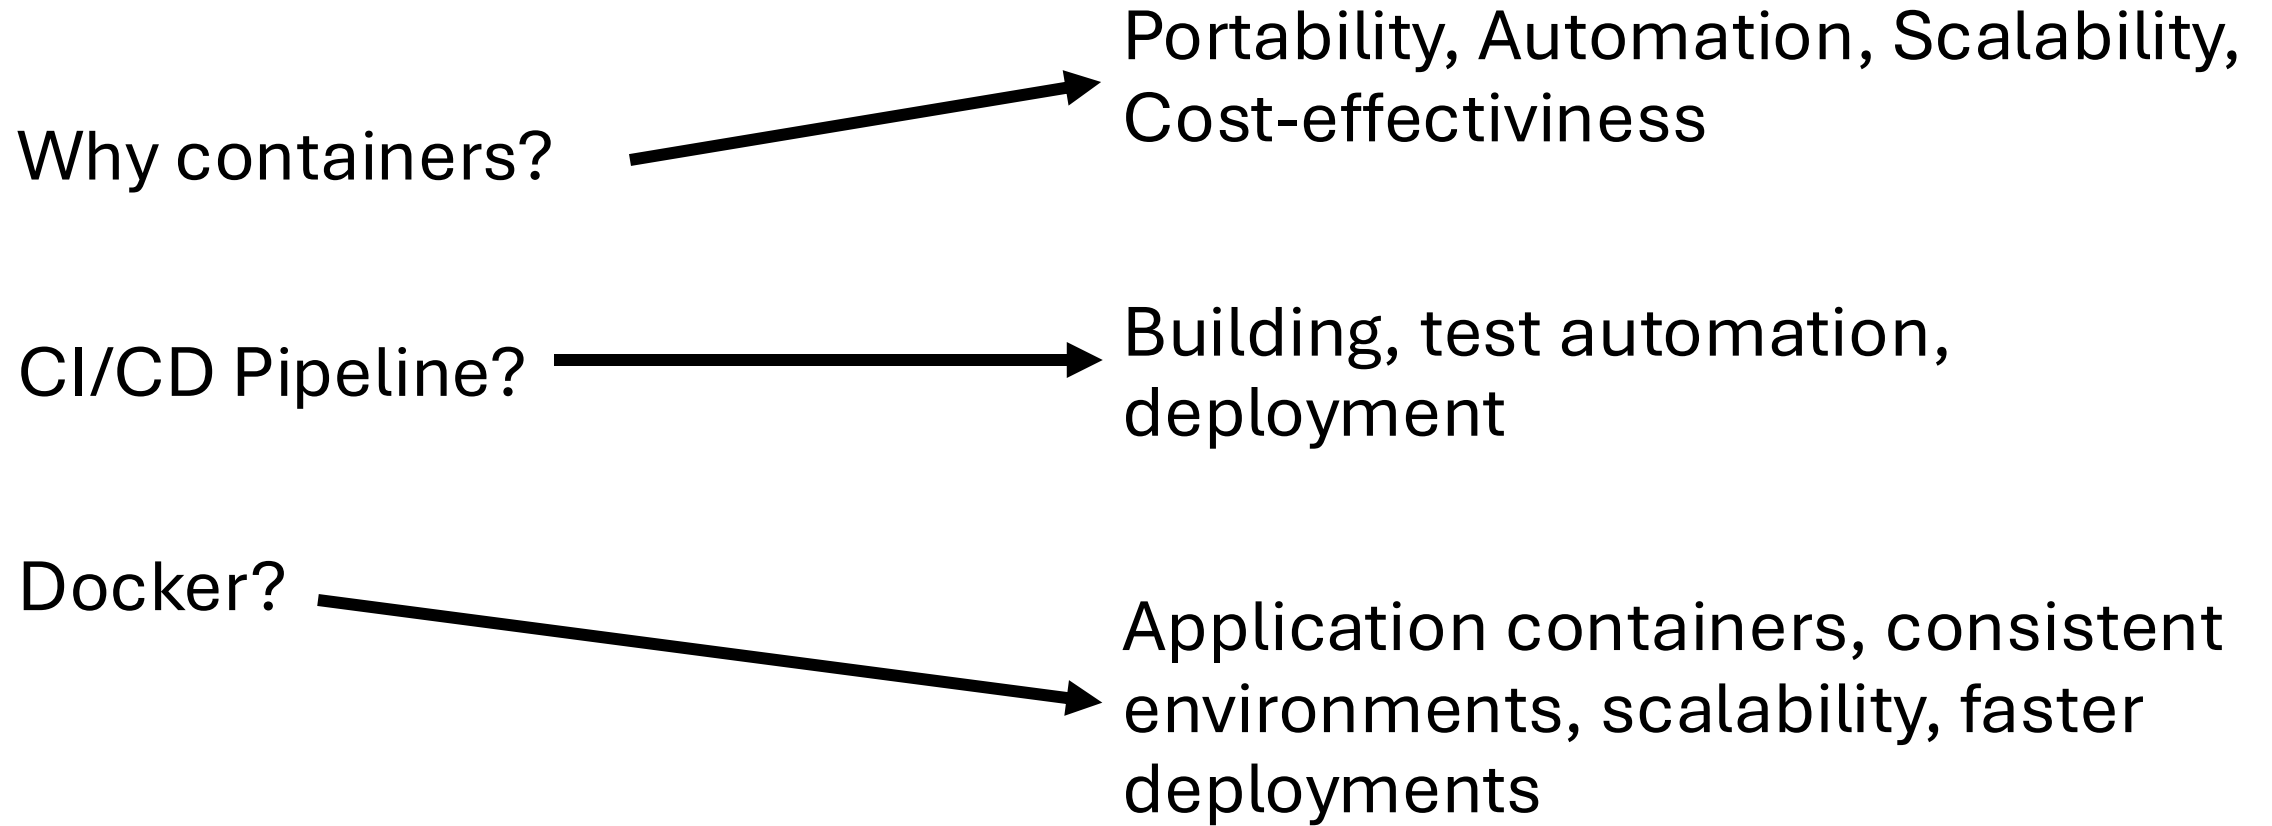 Why containers?
Portability, Automation, Scalability,
Cost-effectiviness
CI/CD Pipeline?
Building, test automation,
deployment
Docker?
Application containers, consistent
environments, scalability, faster
deployments